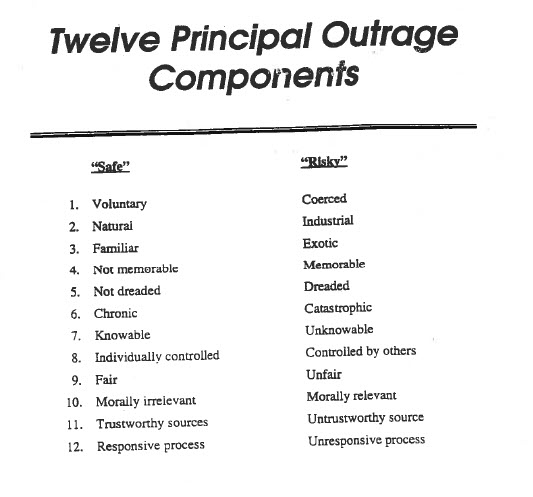 Twelve Principal Outrage
Components
“Safe” “Risky”
1. Voluntary Coerced
2. Natural Industrial
3. Familiar Exotic
4. Not memorable Memorable
5. Not dreaded Dreaded
6. Chronic Catastrophic
7. Knowable Unknowable
8. Individually controlled Controlled by others
9. Fair Unfair
10. Morally irrelevant Morally relevant
11. Trustworthy sources Untrustworthy source
12. Responsive process Unresponsive process